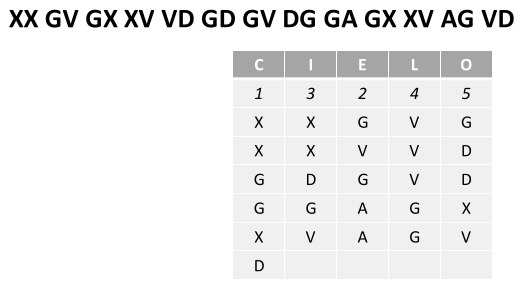 XX GV GX XV VD GD GV DG GA GX XV AG VD
C I E L O
1 3 2 4 5
X X G V G
X X V V D
G D G V D
G G A G X
X V A G V
D